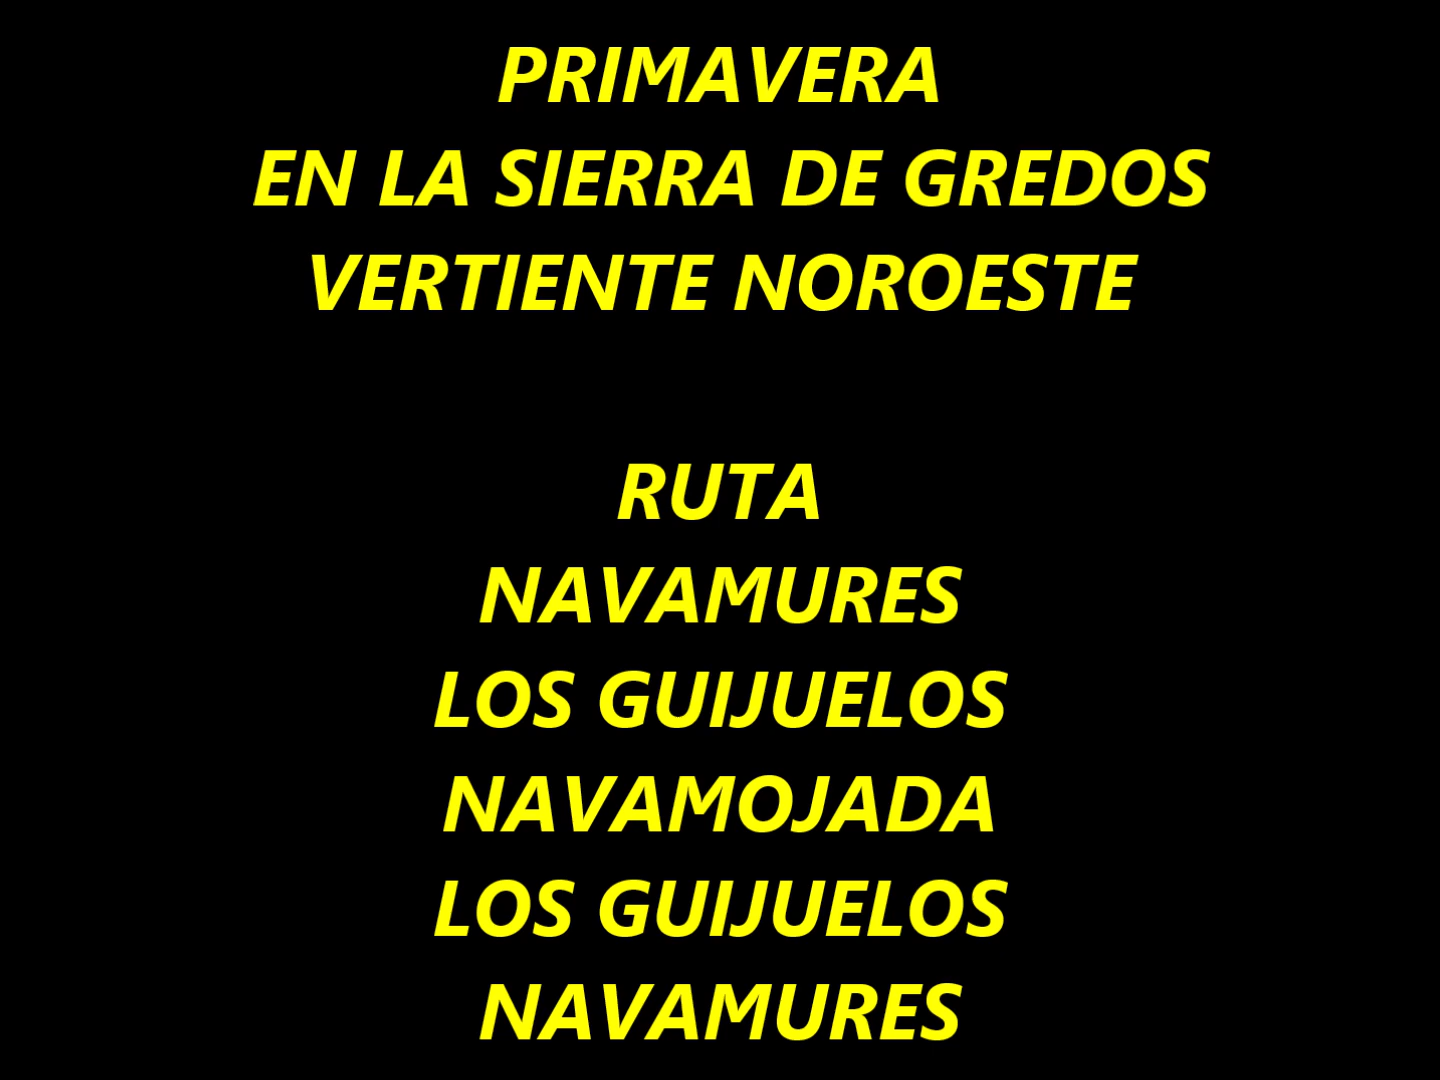 PRIMAVERA
EN LA SIERRA DE GREDOS
VERTIENTE NOROESTE
RUTA
NAVAMURES
LOS GUIJUELOS
NAVAMOJADA
LOS GUIJUELOS
NAVAMURES